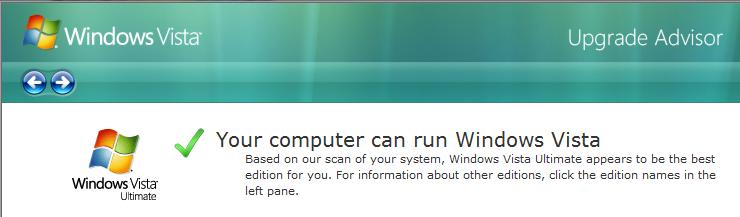 Windows Vista™ Upgrade Advisor
Your computer can run Windows Vista
Based on our scan of your system, Windows Vista Ultimate appears to be the best
edition for you. For information about other editions, click the edition names in the
left pane.
Windows Vista™
Ultimate